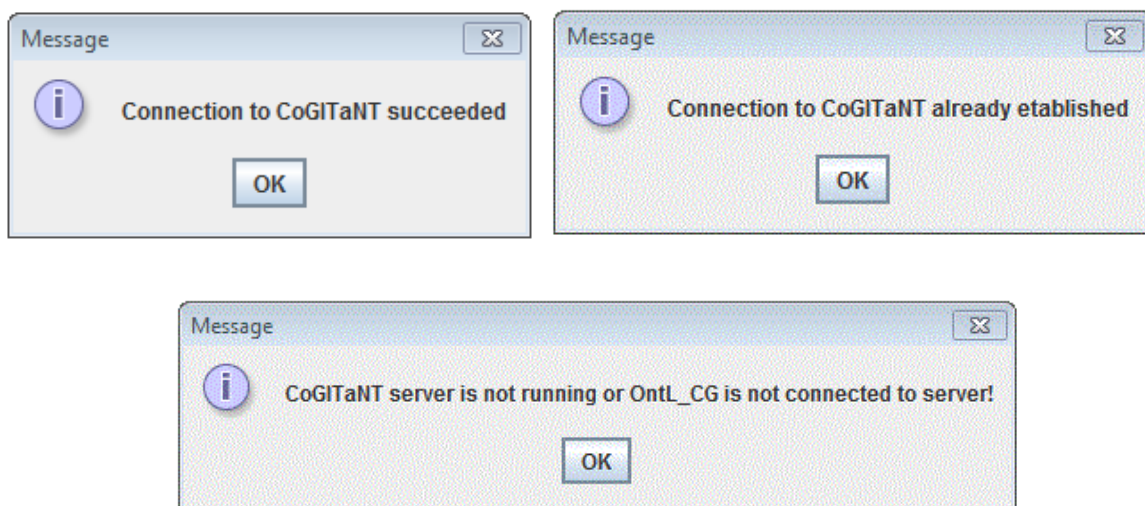 Message
Connection to CoGITaNT succeeded
OK
Message
Connection to CoGITaNT already etablished
OK
Message
CoGITaNT server is not running or OntL_CG is not connected to server!
OK